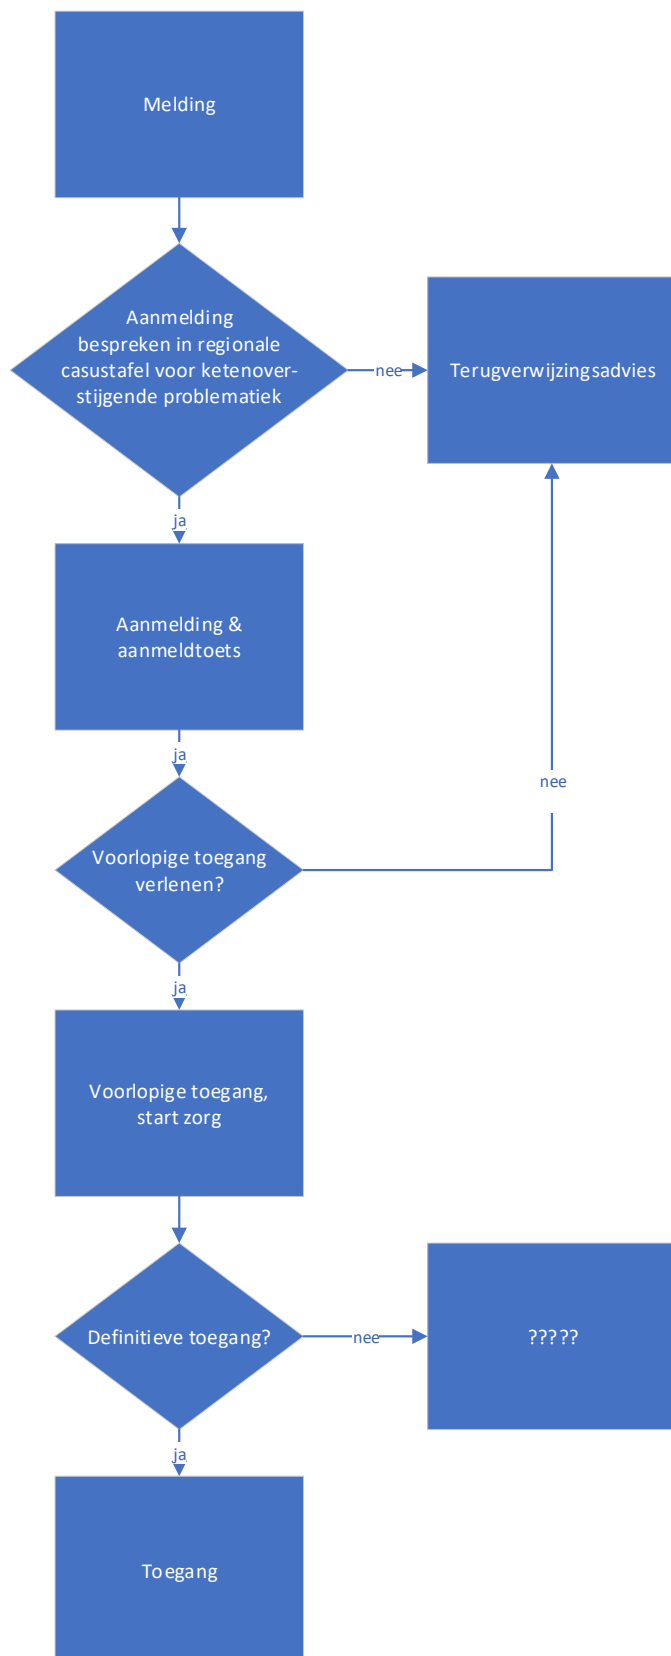 Melding
Aanmelding
bespreken in regionale
casustafel voor ketenover-
stijgende problematiek
nee
Terugverwijzingsadvies
ja
Aanmelding &
aanmeldtoets
ja
nee
Voorlopige toegang
verlenen?
ja
Voorlopige toegang,
start zorg
Definitieve toegang?
nee
?????
ja
Toegang